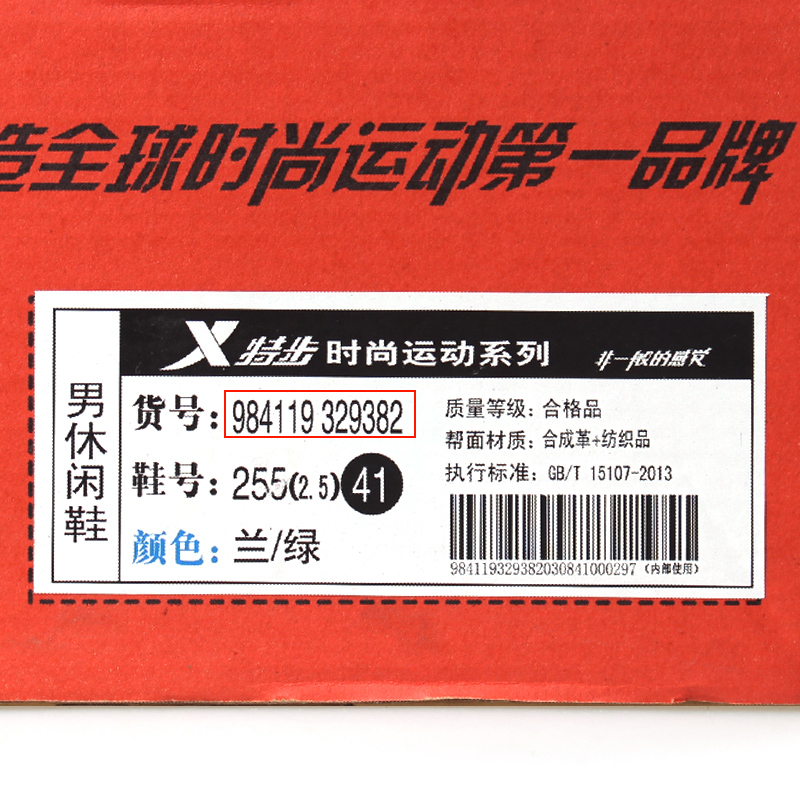 造全球时尚运动第一品牌
X 特步 时尚运动系列 非一般的感觉
男休闲鞋
货号：984119 329382
鞋号：255(2.5) 41
颜色：兰/绿
质量等级：合格品
帮面材质：合成革+纺织品
执行标准：GB/T 15107-2013
984119329382030841000297（内部使用）